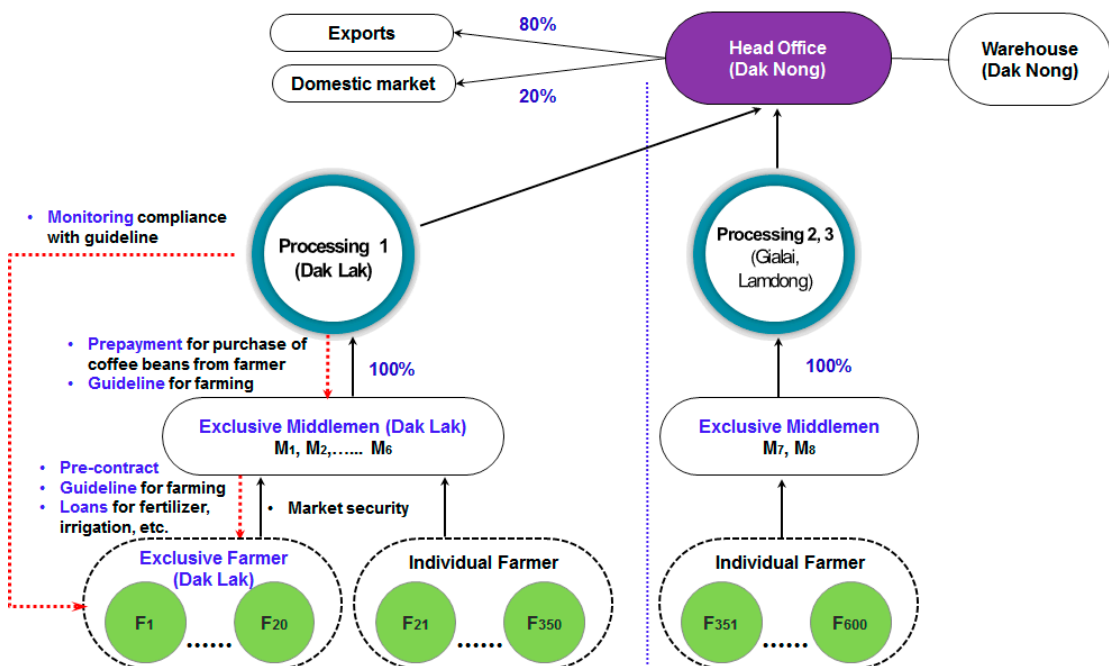 80%
Exports
Head Office
(Dak Nong)
Warehouse
(Dak Nong)
Domestic market
20%
• Monitoring compliance
with guideline
Processing 1
(Dak Lak)
Processing 2, 3
(Gialai,
Lamdong)
• Prepayment for purchase of
coffee beans from farmer
• Guideline for farming
100%
100%
Exclusive Middlemen (Dak Lak)
M1, M2,…... M6
Exclusive Middlemen
M7, M8
• Pre-contract
• Guideline for farming
• Loans for fertilizer,
irrigation, etc.
• Market security
Exclusive Farmer
(Dak Lak)
Individual Farmer
Individual Farmer
F1 ...... F20
F21 ...... F350
F351 ...... F600